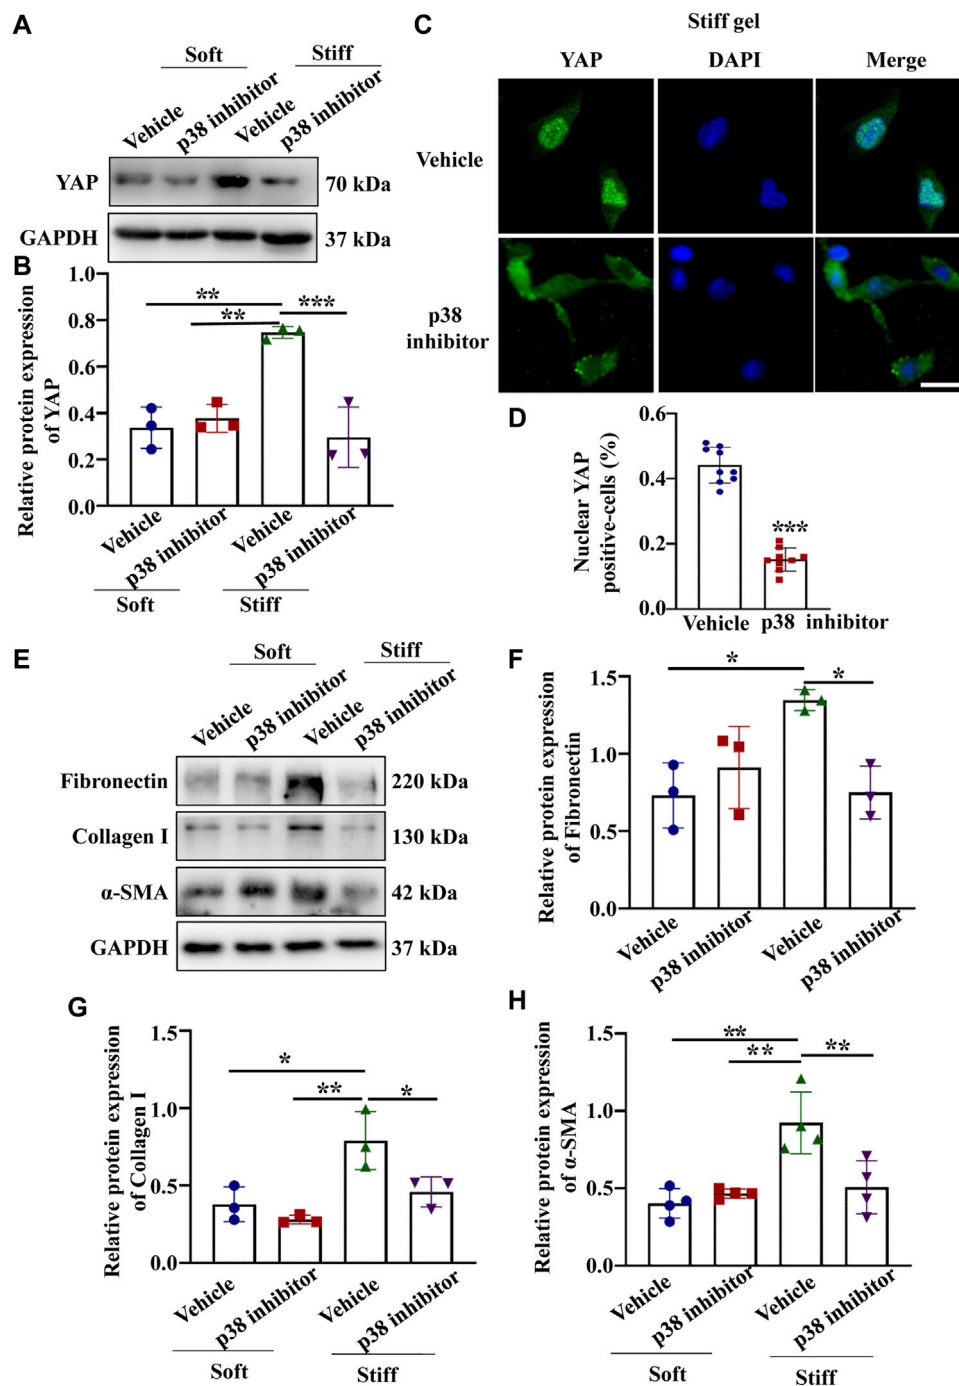 A
Soft
Stiff
Vehicle
p38 inhibitor
Vehicle
p38 inhibitor
YAP
70 kDa
GAPDH
37 kDa
B
Relative protein expression
of YAP
0.8
0.6
0.4
0.2
0.0
**
**
***
Vehicle
p38 inhibitor
Vehicle
p38 inhibitor
Soft
Stiff
C
Stiff gel
YAP
DAPI
Merge
Vehicle
p38
inhibitor
D
Nuclear YAP
positive-cells (%)
0.6
0.4
0.2
0.0
***
Vehicle
p38 inhibitor
E
Soft
Stiff
Vehicle
p38 inhibitor
Vehicle
p38 inhibitor
Fibronectin
220 kDa
Collagen I
130 kDa
α-SMA
42 kDa
GAPDH
37 kDa
F
Relative protein expression
of Fibronectin
1.5
1.0
0.5
0.0
*
*
Vehicle
p38 inhibitor
Vehicle
p38 inhibitor
G
Relative protein expression
of Collagen I
1.5
1.0
0.5
0.0
*
**
*
Vehicle
p38 inhibitor
Vehicle
p38 inhibitor
Soft
Stiff
H
Relative protein expression
of α-SMA
1.5
1.0
0.5
0.0
**
**
**
Vehicle
p38 inhibitor
Vehicle
p38 inhibitor
Soft
Stiff